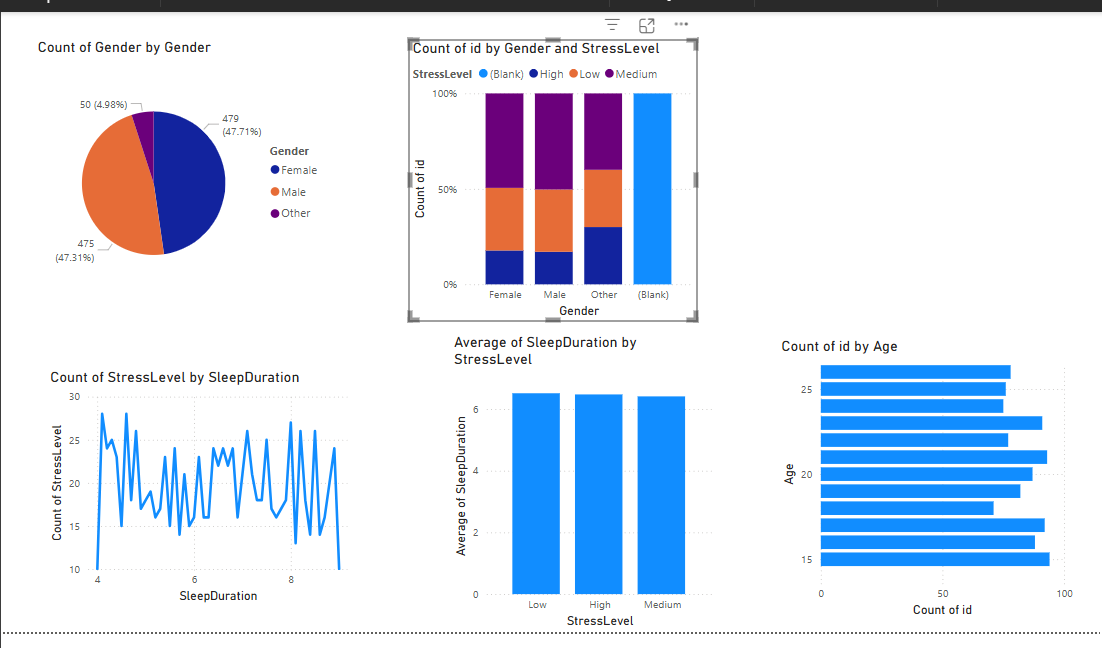 Count of Gender by Gender
50 (4.98%)
479
(47.71%)
475
(47.31%)
Gender
Female
Male
Other
Count of id by Gender and StressLevel
StressLevel (Blank) High Low Medium
100%
50%
0%
Count of id
Female Male Other (Blank)
Gender
Count of StressLevel by SleepDuration
30
25
20
15
10
Count of StressLevel
4 6 8
SleepDuration
Average of SleepDuration by
StressLevel
6
4
2
0
Average of SleepDuration
Low High Medium
StressLevel
Count of id by Age
25
20
15
Age
0 50 100
Count of id